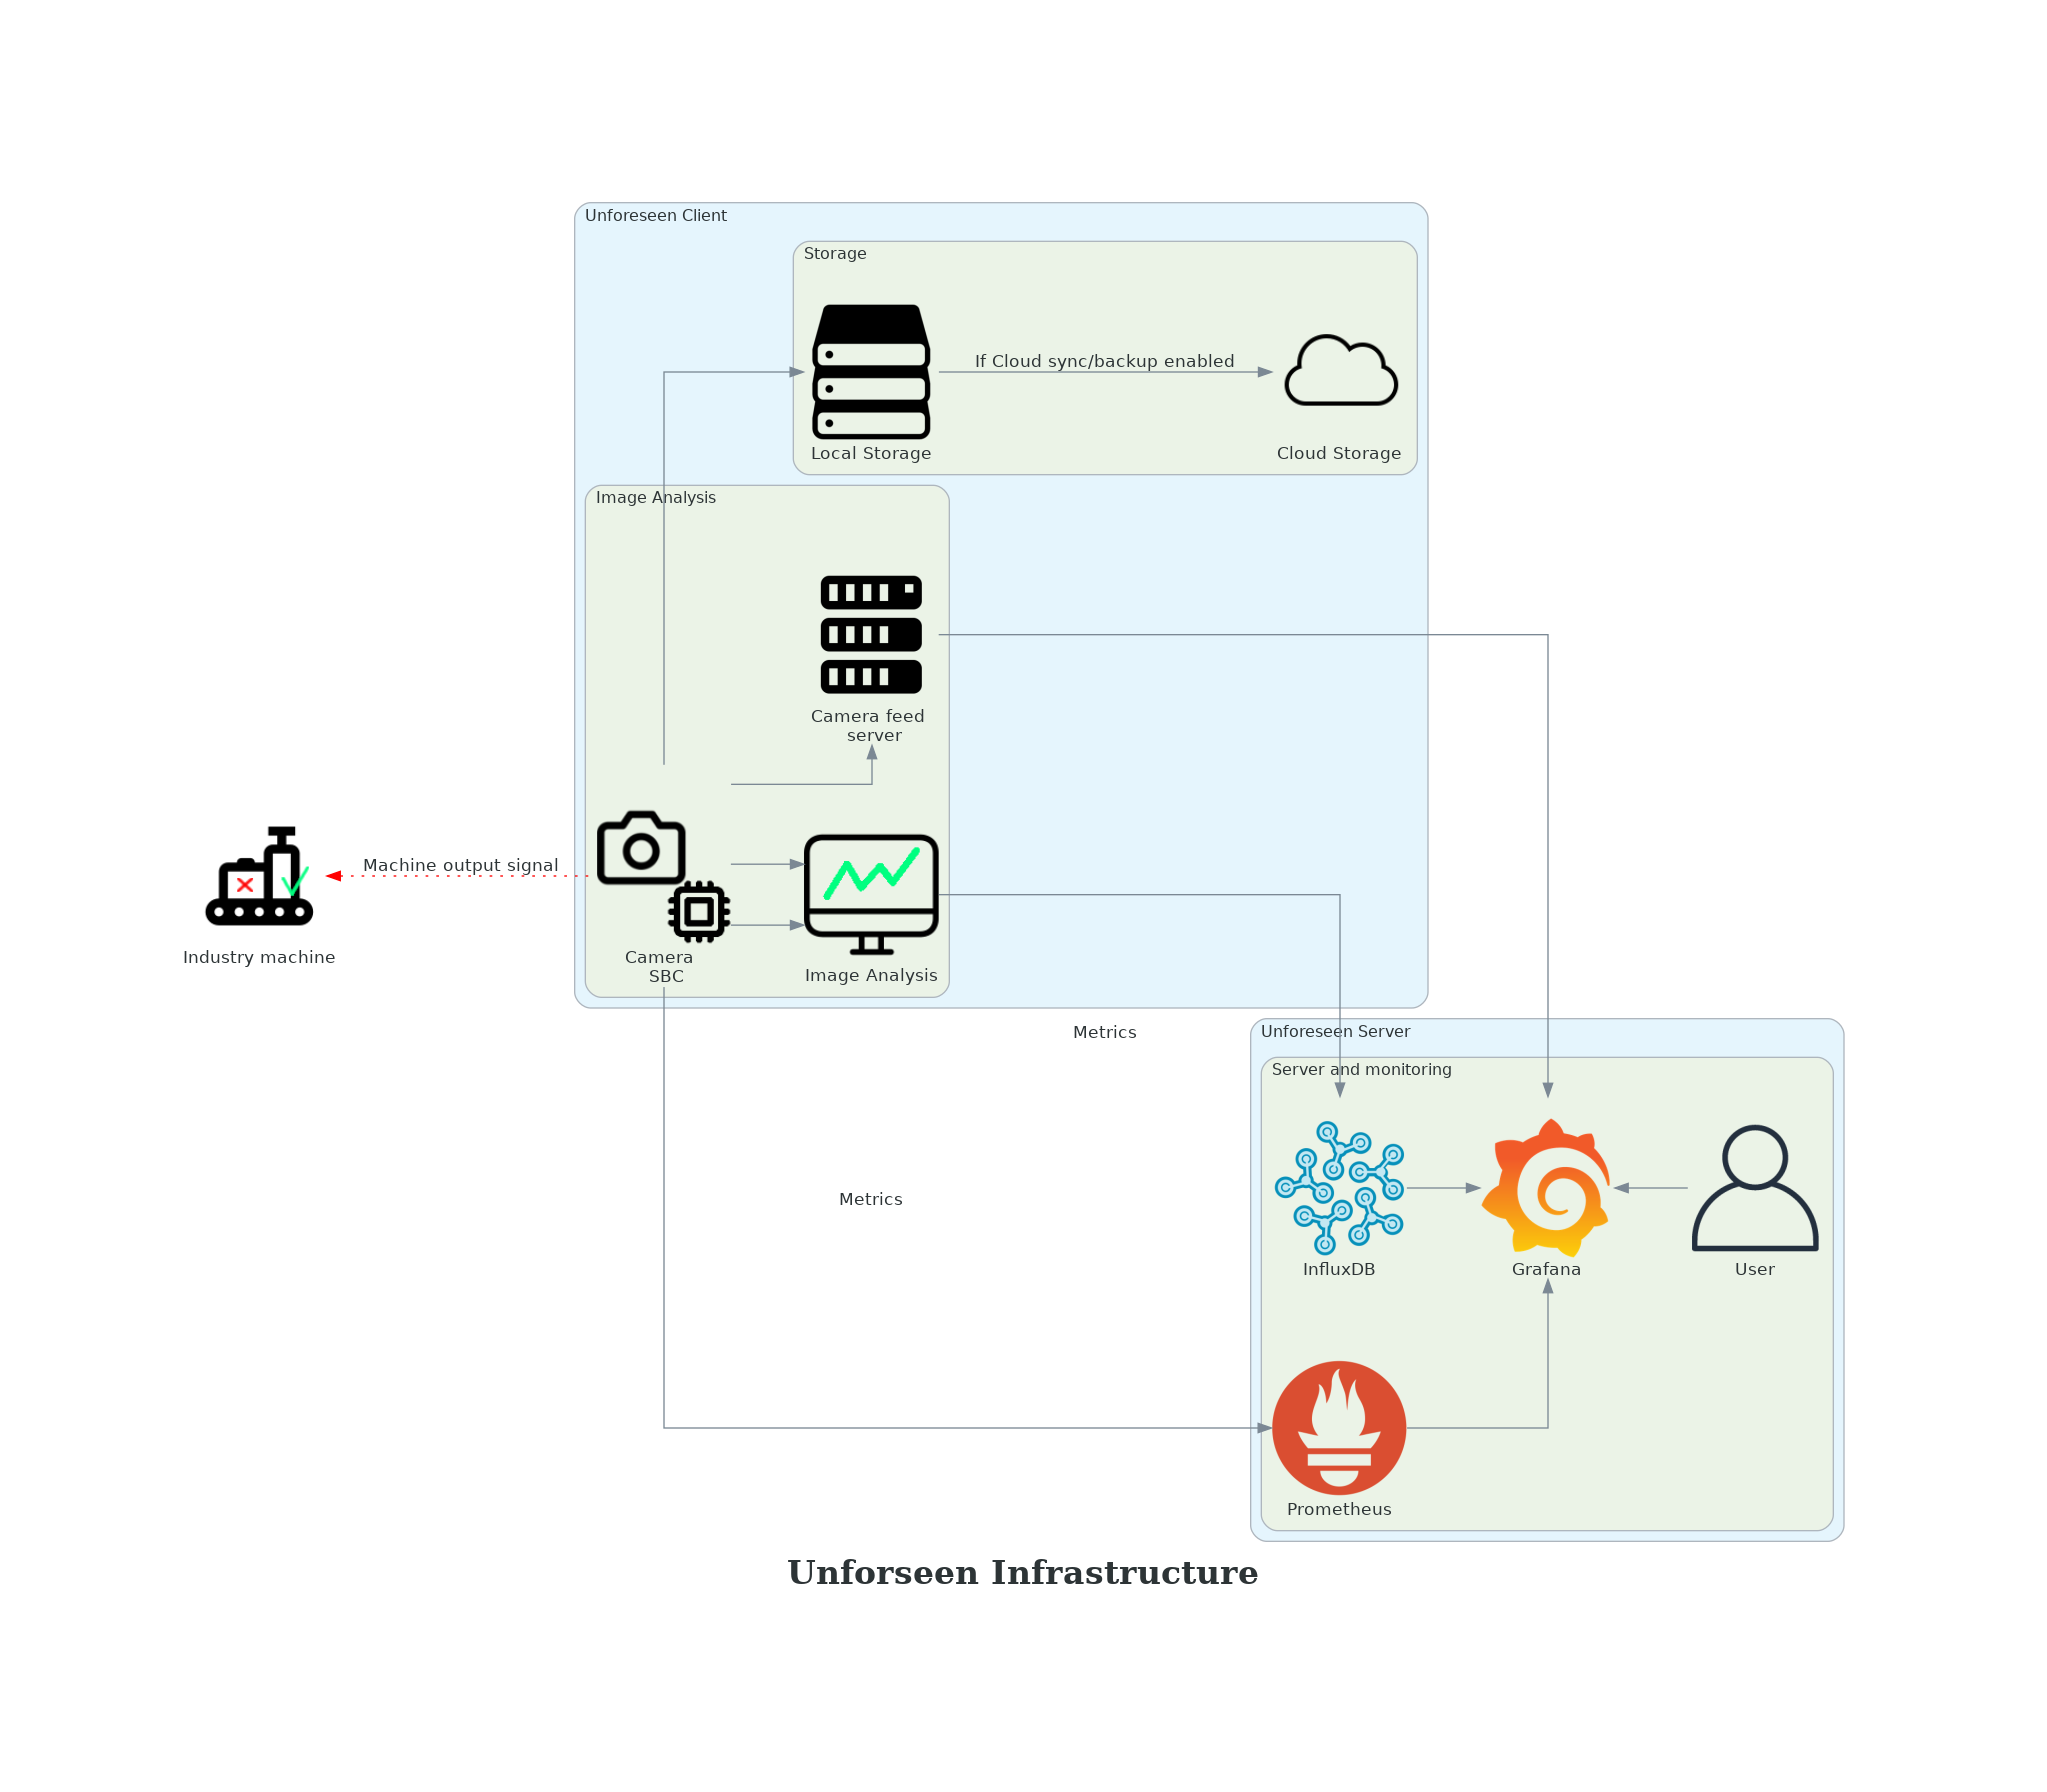 Unforeseen Client
Storage
If Cloud sync/backup enabled
Local Storage
Cloud Storage
Image Analysis
Camera feed
server
Machine output signal
Industry machine
Camera
SBC
Image Analysis
Metrics
Unforeseen Server
Server and monitoring
Metrics
InfluxDB
Grafana
User
Prometheus
Unforseen Infrastructure